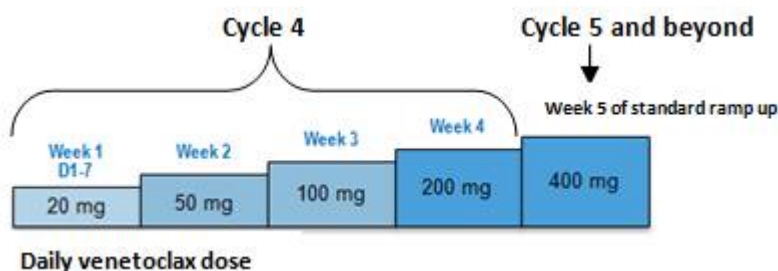 Cycle 4
Cycle 5 and beyond
Week 5 of standard ramp up
Week 1
D1-7
Week 2
Week 3
Week 4
20 mg
50 mg
100 mg
200 mg
400 mg
Daily venetoclax dose